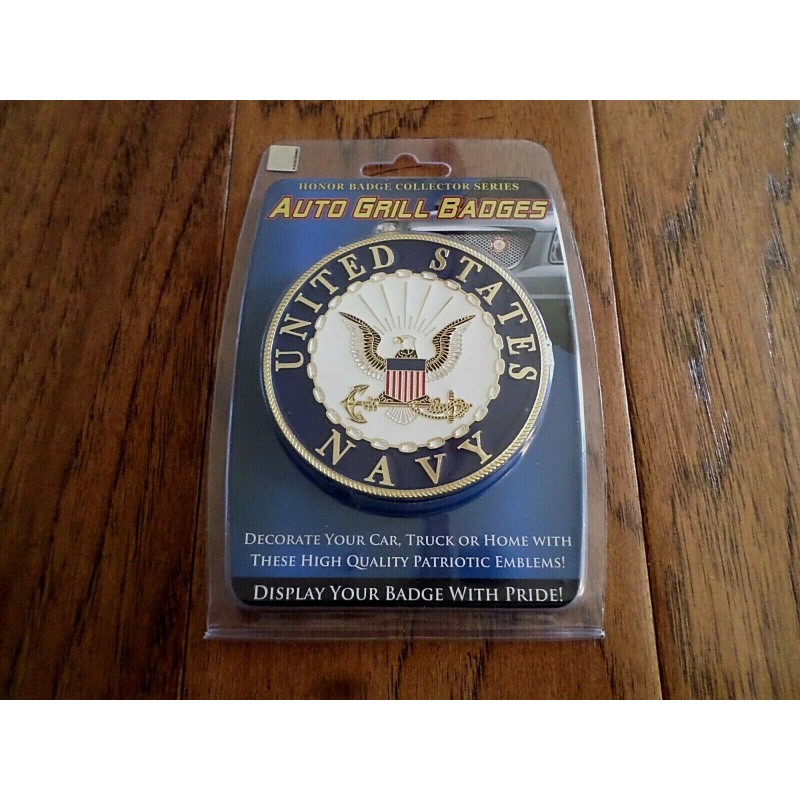 HONOR BADGE COLLECTOR SERIES
AUTO GRILL BADGES
UNITED STATES
NAVY
DECORATE YOUR CAR, TRUCK OR HOME WITH
THESE HIGH QUALITY PATRIOTIC EMBLEMS!
DISPLAY YOUR BADGE WITH PRIDE!